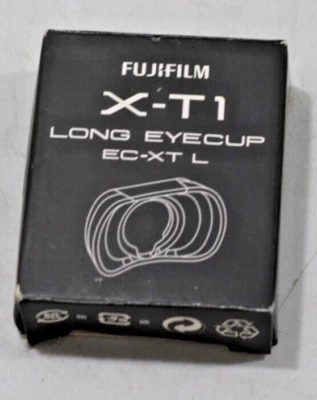 FUJIFILM
X-T1
LONG EYECUP
EC-XT L